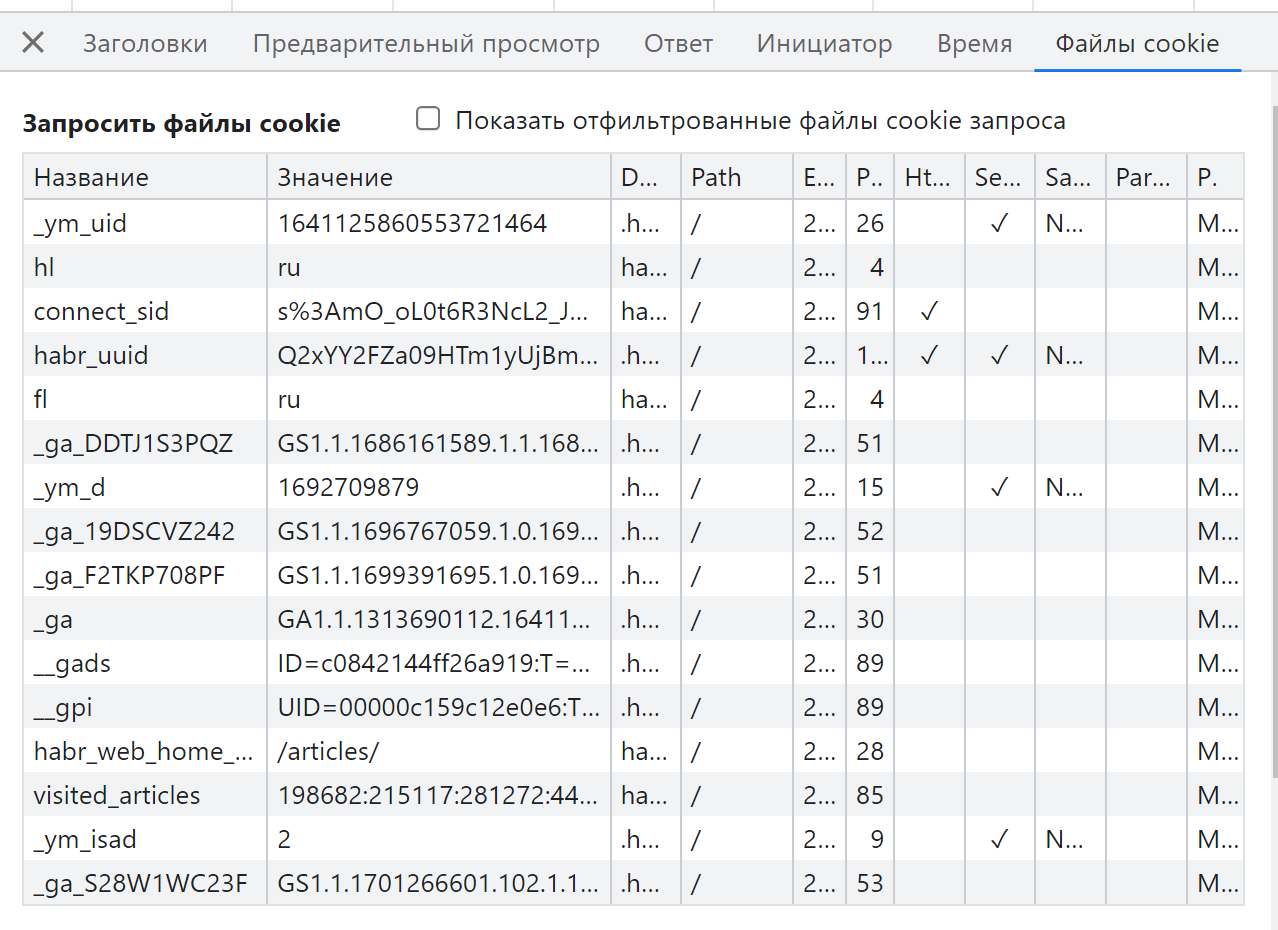 Заголовки Предварительный просмотр Ответ Инициатор Время Файлы cookie
Запросить файлы cookie Показать отфильтрованные файлы cookie запроса
Название Значение D... Path E... P.. Ht... Se... Sa... Par... P.
_ym_uid 1641125860553721464 .h... / 2... 26 ✓ N... M...
hl ru ha... / 2... 4 M...
connect_sid s%3AmO_oL0t6R3NcL2_J... ha... / 2... 91 ✓ M...
habr_uuid Q2xYY2FZa09HTm1yUjBm... .h... / 2... 1... ✓ ✓ N... M...
fl ru ha... / 2... 4 M...
_ga_DDTJ1S3PQZ GS1.1.1686161589.1.1.168... .h... / 2... 51 M...
_ym_d 1692709879 .h... / 2... 15 ✓ N... M...
_ga_19DSCVZ242 GS1.1.1696767059.1.0.169... .h... / 2... 52 M...
_ga_F2TKP708PF GS1.1.1699391695.1.0.169... .h... / 2... 51 M...
_ga GA1.1.1313690112.16411... .h... / 2... 30 M...
__gads ID=c0842144ff26a919:T=... .h... / 2... 89 M...
__gpi UID=00000c159c12e0e6:T... .h... / 2... 89 M...
habr_web_home_... /articles/ ha... / 2... 28 M...
visited_articles 198682:215117:281272:44... ha... / 2... 85 M...
_ym_isad 2 .h... / 2... 9 ✓ N... M...
_ga_S28W1WC23F GS1.1.1701266601.102.1.1... .h... / 2... 53 M...